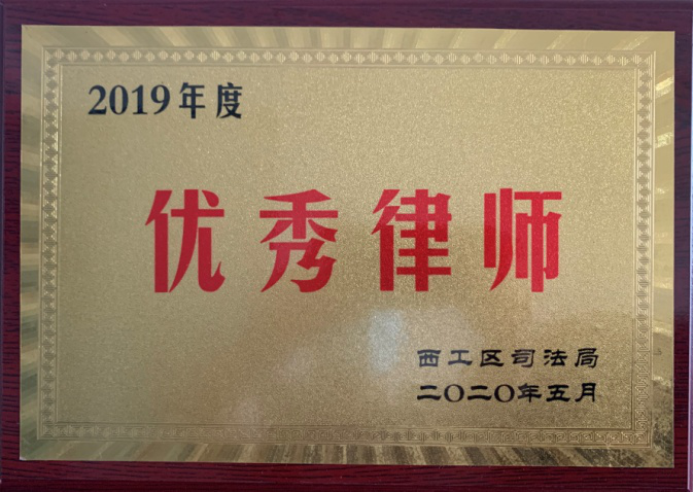 2019年度
优秀律师
西工区司法局
二〇二〇年五月